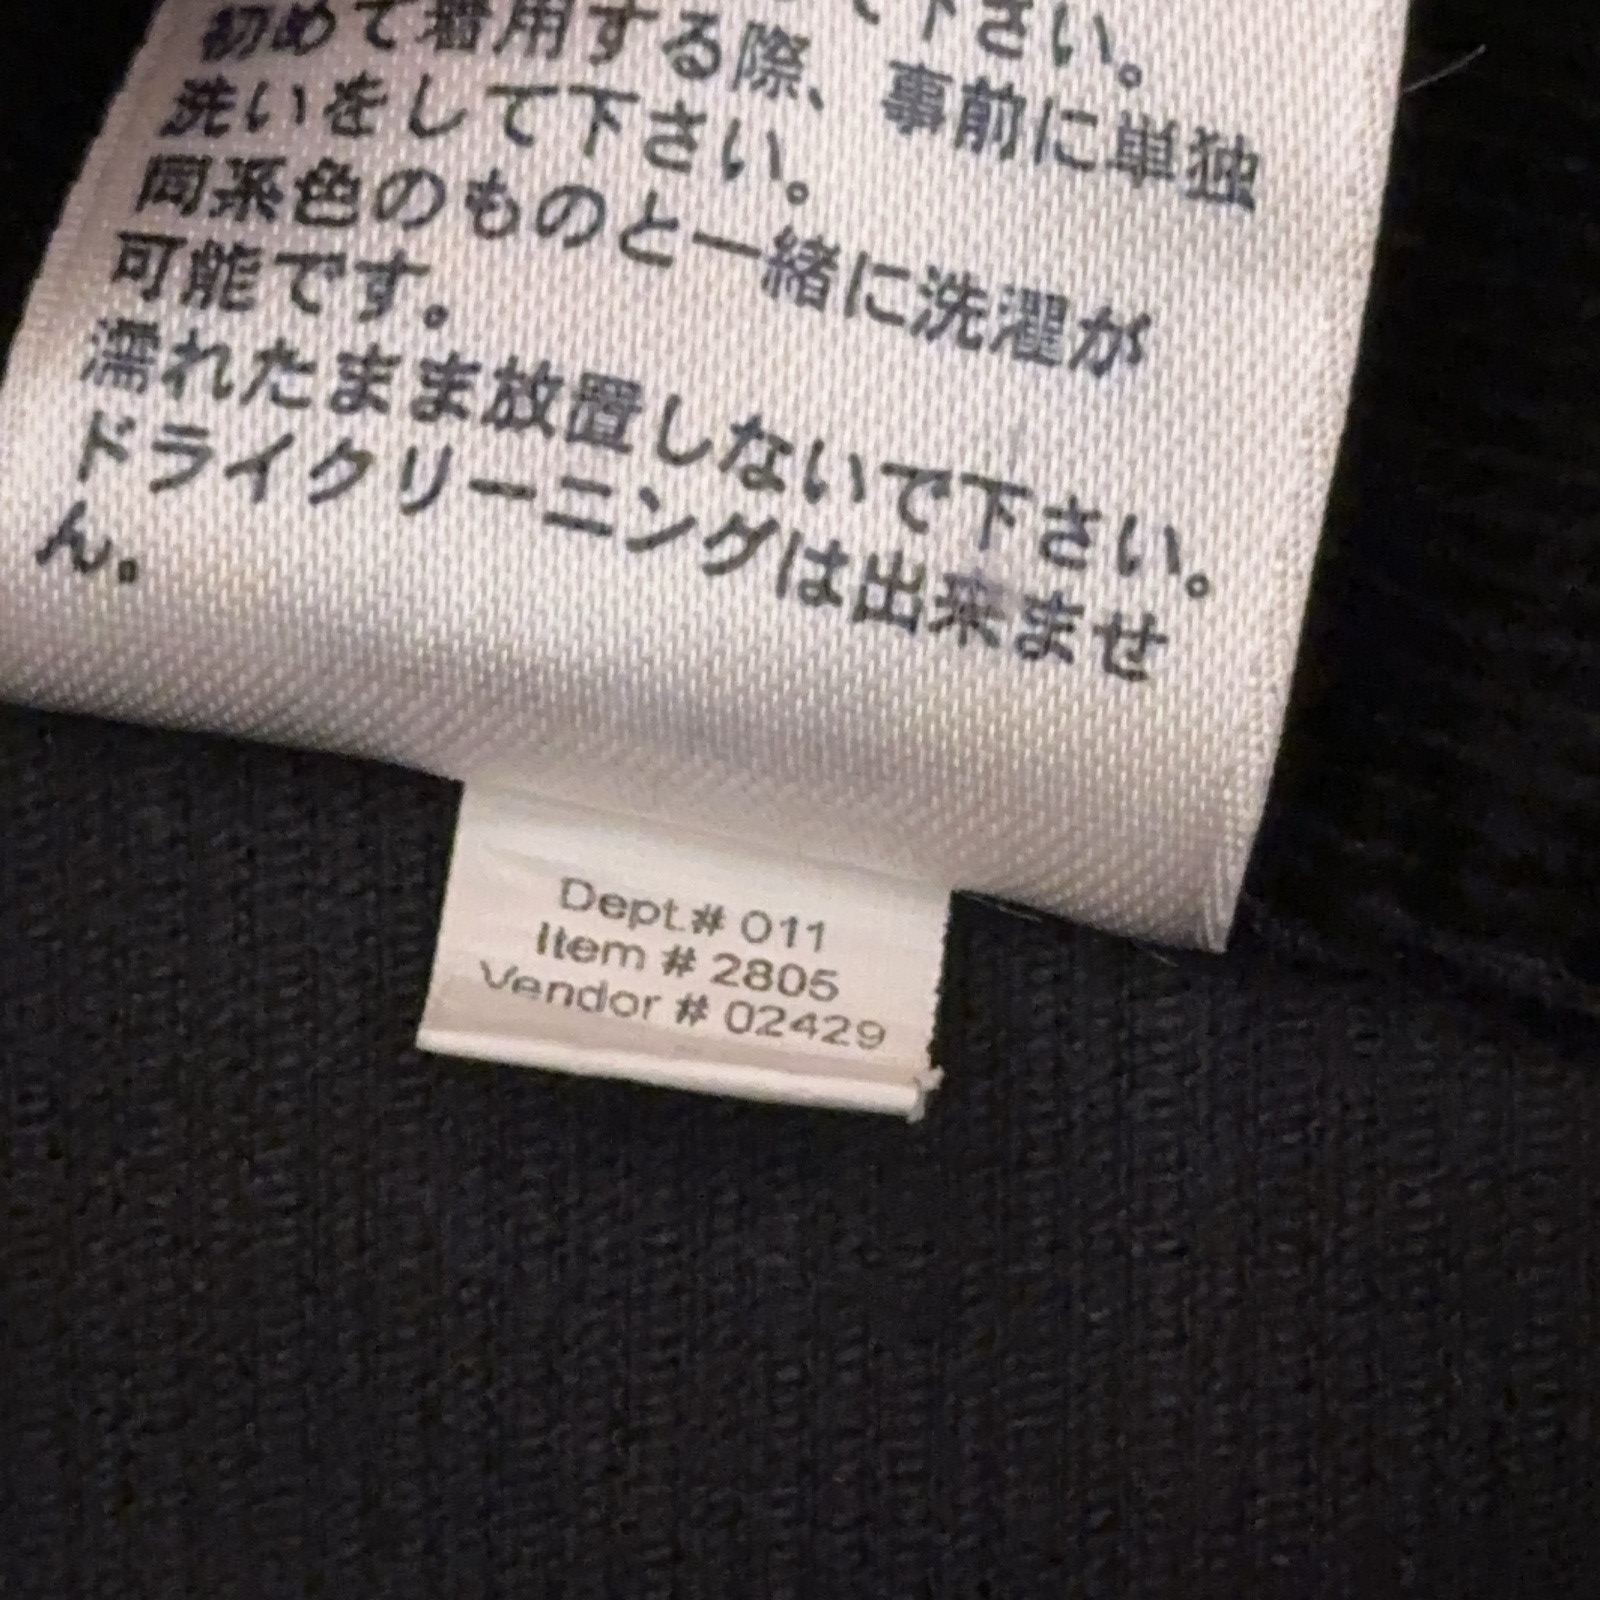 下さい。
初めて着用する際、事前に単独
洗いをして下さい。
同系色のものと一緒に洗濯が
可能です。
濡れたまま放置しないで下さい。
ドライクリーニングは出来ませ
ん。
Dept.# 011
Item # 2805
Vendor # 02429